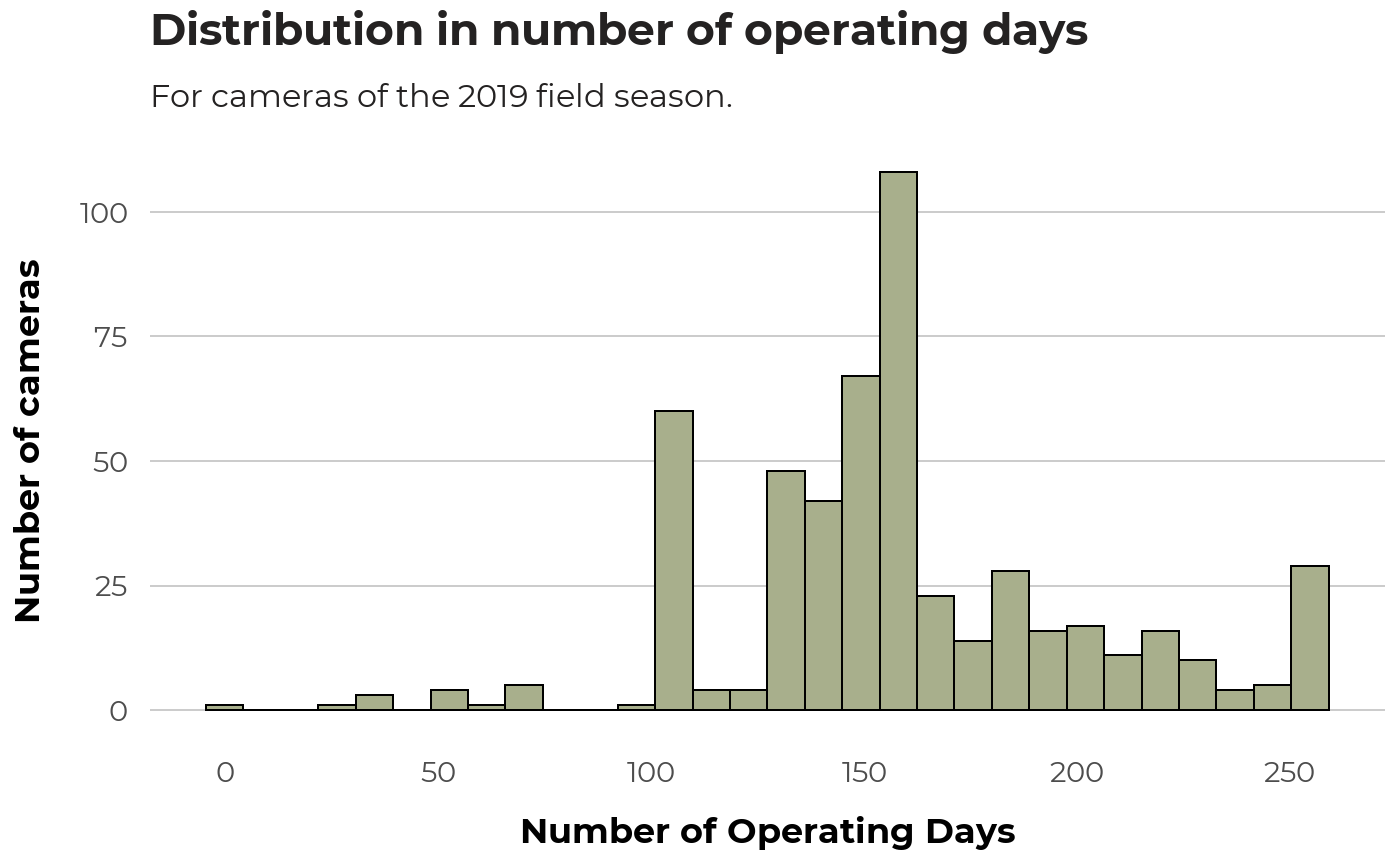 Distribution in number of operating days
For cameras of the 2019 field season.
Number of cameras
100
75
50
25
0
0 50 100 150 200 250
Number of Operating Days